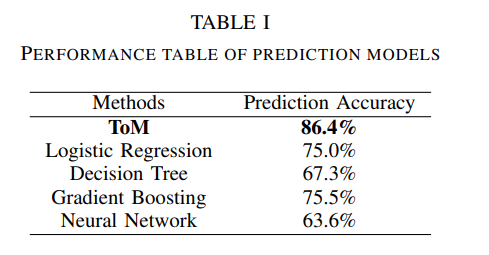 TABLE I
PERFORMANCE TABLE OF PREDICTION MODELS
Methods Prediction Accuracy
ToM 86.4%
Logistic Regression 75.0%
Decision Tree 67.3%
Gradient Boosting 75.5%
Neural Network 63.6%